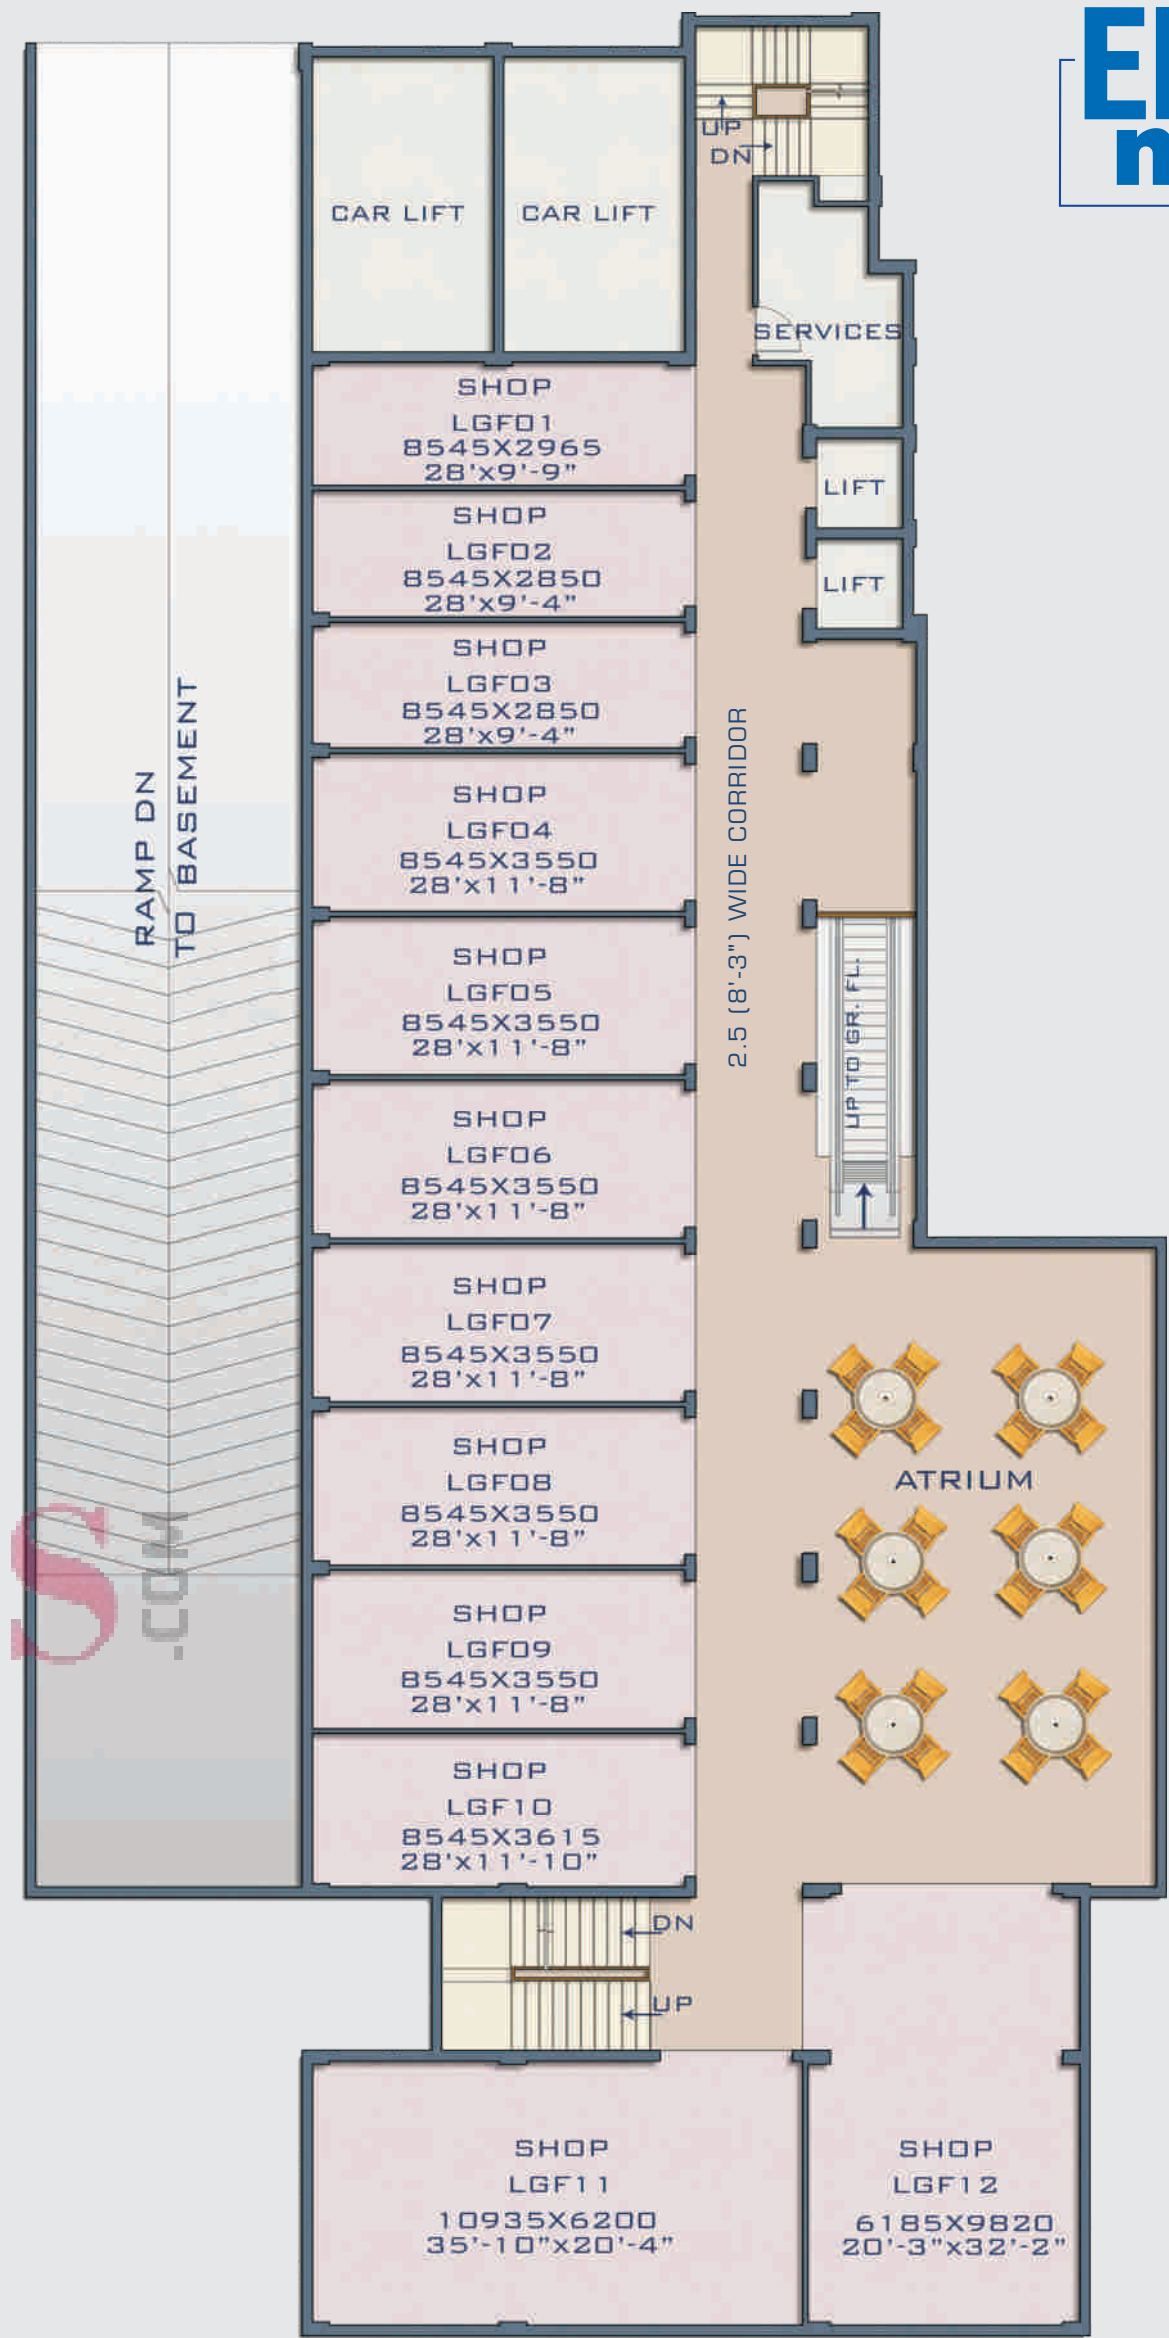 UP
DN
CAR LIFT
CAR LIFT
SERVICES
SHOP
LGF01
8545X2965
28'x9'-9"
LIFT
SHOP
LGF02
8545X2850
28'x9'-4"
LIFT
SHOP
LGF03
8545X2850
28'x9'-4"
RAMP DN
TO BASEMENT
2.5 (8'-3") WIDE CORRIDOR
SHOP
LGF04
8545X3550
28'x11'-8"
SHOP
LGF05
8545X3550
28'x11'-8"
UP TO GR. FL.
SHOP
LGF06
8545X3550
28'x11'-8"
SHOP
LGF07
8545X3550
28'x11'-8"
SHOP
LGF08
8545X3550
28'x11'-8"
ATRIUM
S
.COM
SHOP
LGF09
8545X3550
28'x11'-8"
SHOP
LGF10
8545X3615
28'x11'-10"
DN
UP
SHOP
LGF11
10935X6200
35'-10"x20'-4"
SHOP
LGF12
6185X9820
20'-3"x32'-2"